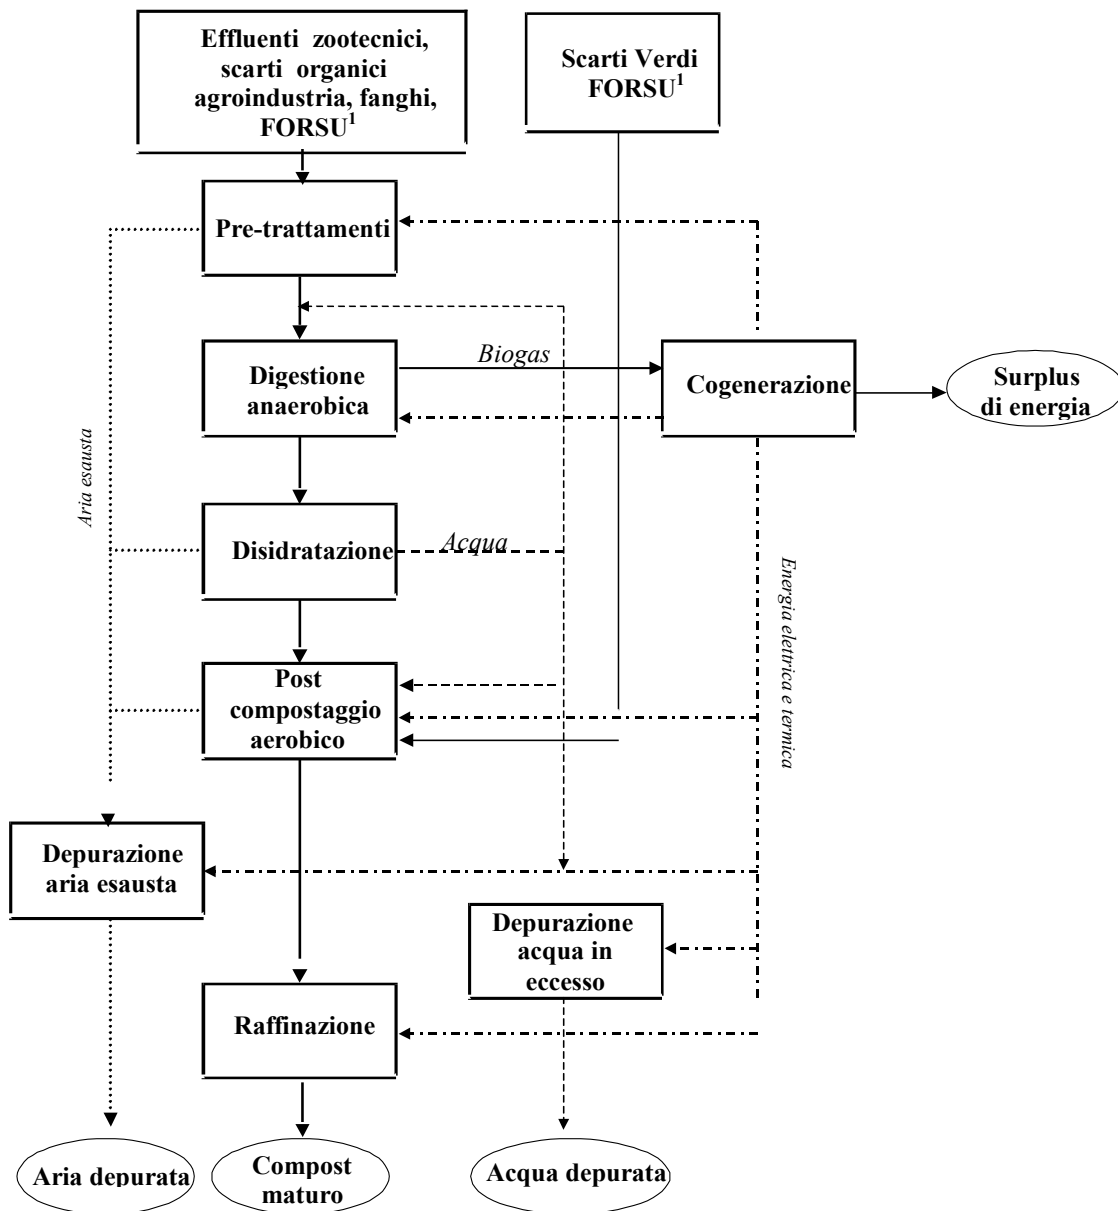 Effluenti zootecnici,
scarti organici
agroindustria, fanghi,
FORSU¹
Scarti Verdi
FORSU¹
Pre-trattamenti
Biogas
Digestione
anaerobica
Cogenerazione
Surplus
di energia
Aria esausta
Disidratazione
Acqua
Energia elettrica e termica
Post
compostaggio
aerobico
Depurazione
aria esausta
Depurazione
acqua in
eccesso
Raffinazione
Aria depurata
Compost
maturo
Acqua depurata